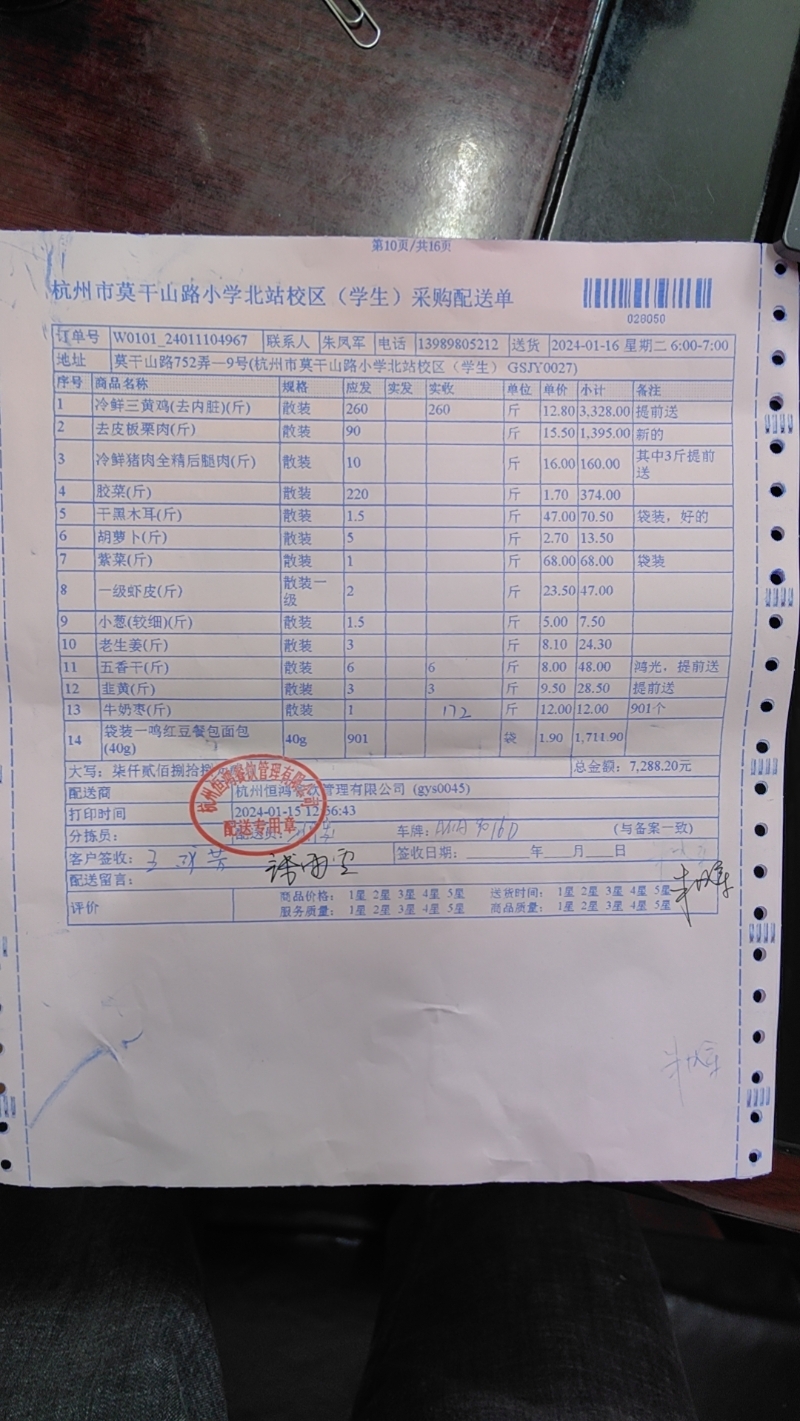 第10页/共16页
杭州市莫干山路小学北站校区（学生）采购配送单
028050
订单号 W0101_24011104967 联系人 朱凤军 电话 13989805212 送货 2024-01-16 星期二 6:00-7:00
地址 莫干山路752弄—9号(杭州市莫干山路小学北站校区（学生）GSJY0027)
序号 商品名称 规格 应发 实发 实收 单位 单价 小计 备注
1 冷鲜三黄鸡(去内脏)(斤) 散装 260 260 斤 12.80 3,328.00 提前送
2 去皮板栗肉(斤) 散装 90 斤 15.50 1,395.00 新的
3 冷鲜猪肉全精后腿肉(斤) 散装 10 斤 16.00 160.00 其中3斤提前
送
4 胶菜(斤) 散装 220 斤 1.70 374.00
5 干黑木耳(斤) 散装 1.5 斤 47.00 70.50 袋装，好的
6 胡萝卜(斤) 散装 5 斤 2.70 13.50
7 紫菜(斤) 散装 1 斤 68.00 68.00 袋装
8 一级虾皮(斤) 散装一
级 2 斤 23.50 47.00
9 小葱(较细)(斤) 散装 1.5 斤 5.00 7.50
10 老生姜(斤) 散装 3 斤 8.10 24.30
11 五香干(斤) 散装 6 6 斤 8.00 48.00 鸿光，提前送
12 韭黄(斤) 散装 3 3 斤 9.50 28.50 提前送
13 牛奶枣(斤) 散装 1 172 斤 12.00 12.00 901个
14 袋装一鸣红豆餐包面包
(40g) 40g 901 袋 1.90 1,711.90
大写：柒仟贰佰捌拾捌 总金额：7,288.20元
配送商 杭州恒鸿餐饮管理有限公司 (gys0045)
打印时间 2024-01-15 12:56:43
杭州恒鸿餐饮管理有限公司
配送专用章
分拣员： 配送员： 车牌： (与备案一致)
客户签收： 签收日期： 年 月 日
配送留言：
评价 商品价格： 1星 2星 3星 4星 5星 送货时间： 1星 2星 3星 4星 5星
服务质量： 1星 2星 3星 4星 5星 商品质量： 1星 2星 3星 4星 5星